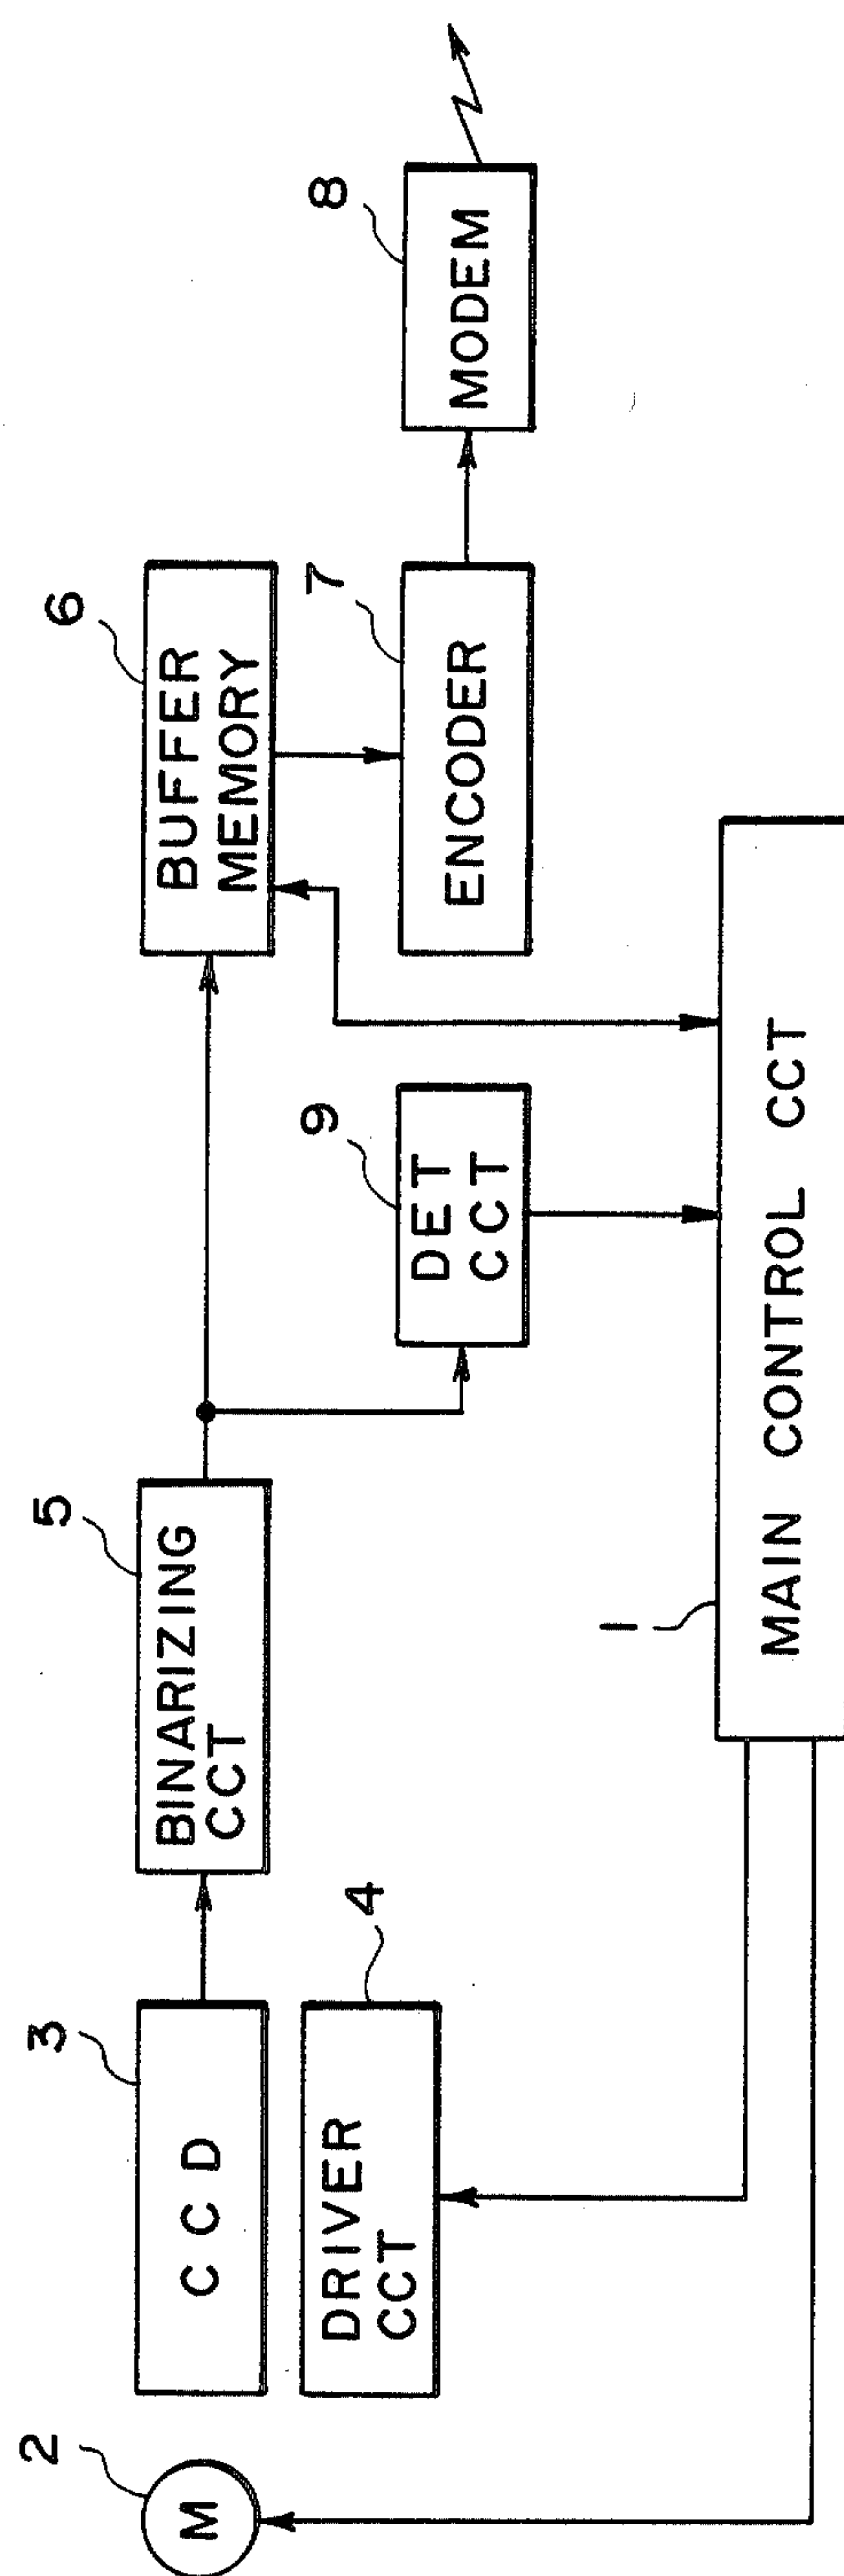 2
M
3
CCD
4
DRIVER
CCT
5
BINARIZING
CCT
6
BUFFER
MEMORY
7
ENCODER
8
MODEM
9
DET
CCT
1
MAIN CONTROL CCT